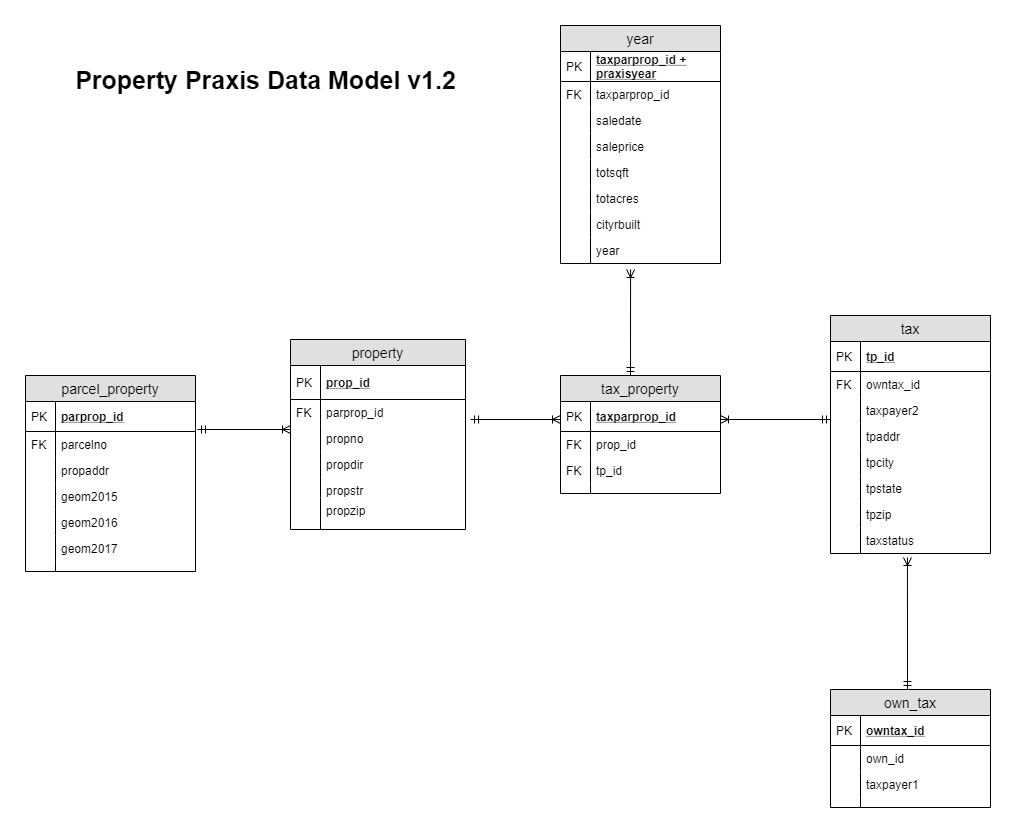 Property Praxis Data Model v1.2
year
PK taxparprop_id +
praxisyear
FK taxparprop_id
saledate
saleprice
totsqft
totacres
cityrbuilt
year
parcel_property
PK parprop_id
FK parcelno
propaddr
geom2015
geom2016
geom2017
property
PK prop_id
FK parprop_id
propno
propdir
propstr
propzip
tax_property
PK taxparprop_id
FK prop_id
FK tp_id
tax
PK tp_id
FK owntax_id
taxpayer2
tpaddr
tpcity
tpstate
tpzip
taxstatus
own_tax
PK owntax_id
own_id
taxpayer1